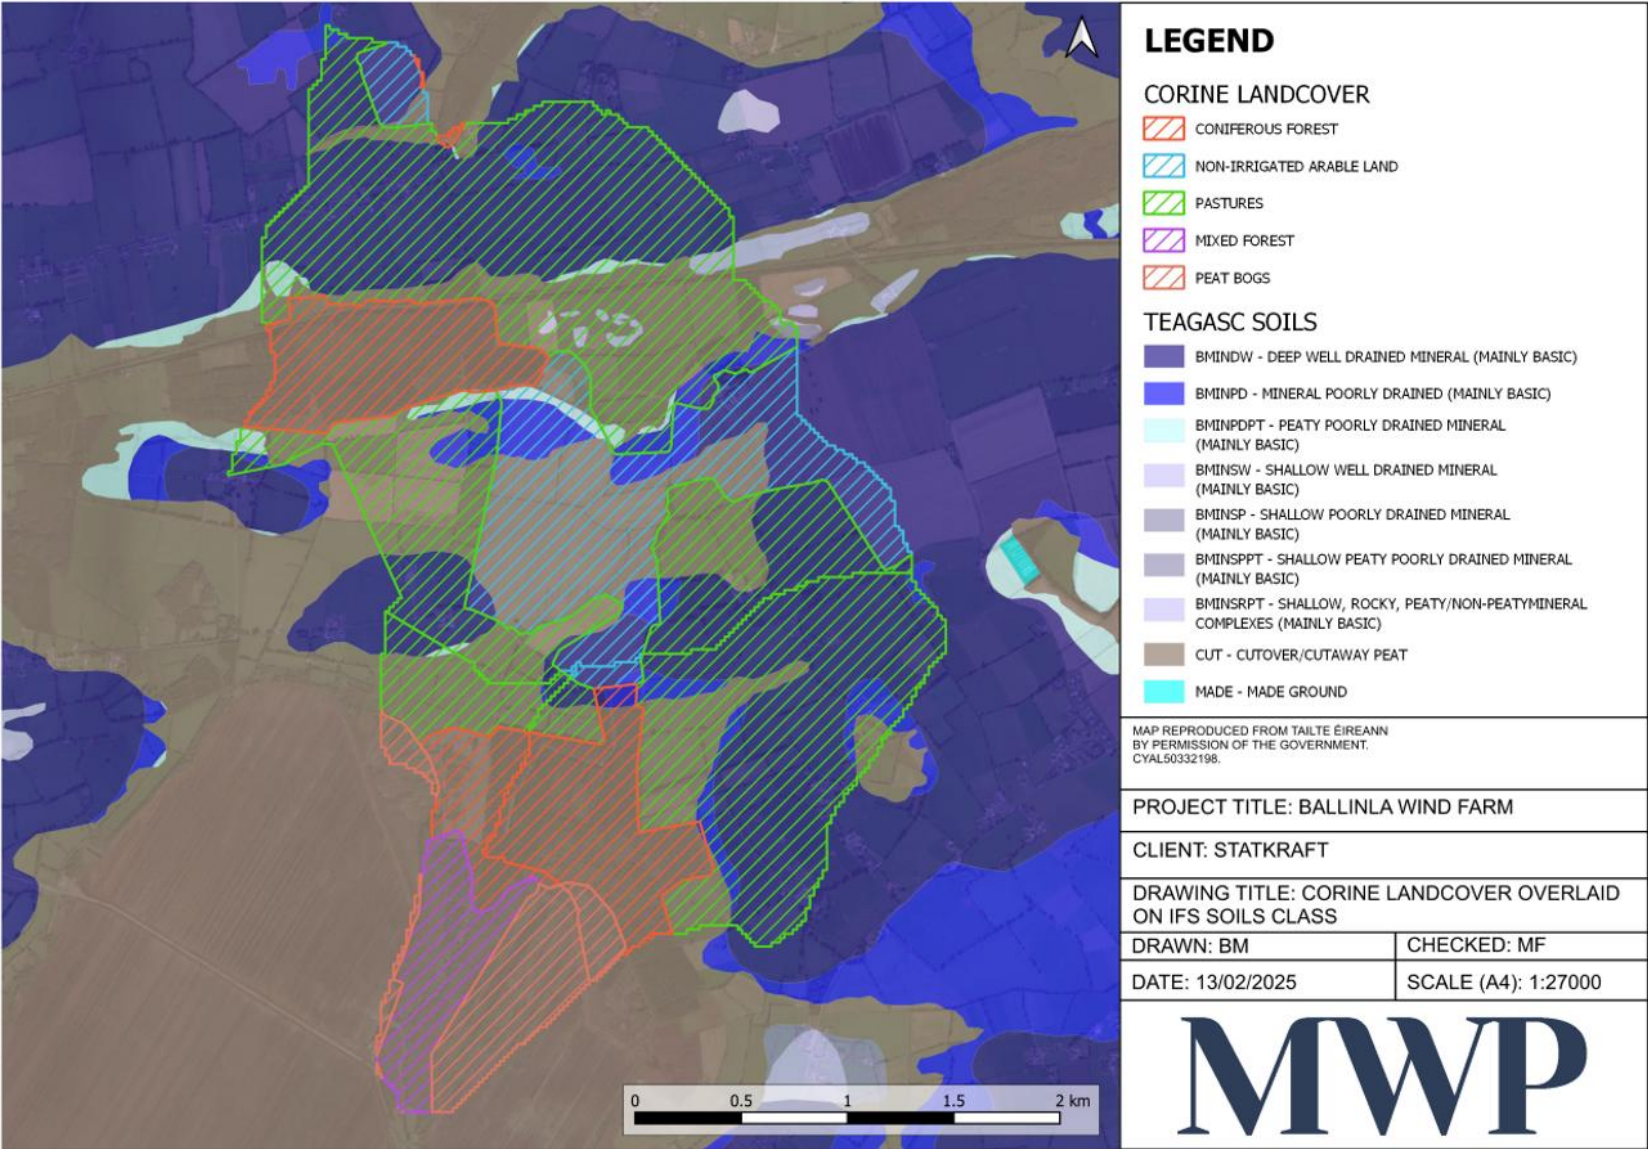 LEGEND
CORINE LANDCOVER
CONIFEROUS FOREST
NON-IRRIGATED ARABLE LAND
PASTURES
MIXED FOREST
PEAT BOGS
TEAGASC SOILS
BMINDW - DEEP WELL DRAINED MINERAL (MAINLY BASIC)
BMINPD - MINERAL POORLY DRAINED (MAINLY BASIC)
BMINPDPT - PEATY POORLY DRAINED MINERAL
(MAINLY BASIC)
BMINSW - SHALLOW WELL DRAINED MINERAL
(MAINLY BASIC)
BMINSP - SHALLOW POORLY DRAINED MINERAL
(MAINLY BASIC)
BMINSPPT - SHALLOW PEATY POORLY DRAINED MINERAL
(MAINLY BASIC)
BMINSRPT - SHALLOW, ROCKY, PEATY/NON-PEATYMINERAL
COMPLEXES (MAINLY BASIC)
CUT - CUTOVER/CUTAWAY PEAT
MADE - MADE GROUND
MAP REPRODUCED FROM TAILTE ÉIREANN
BY PERMISSION OF THE GOVERNMENT.
CYAL50332198.
PROJECT TITLE: BALLINLA WIND FARM
CLIENT: STATKRAFT
DRAWING TITLE: CORINE LANDCOVER OVERLAID
ON IFS SOILS CLASS
DRAWN: BM
CHECKED: MF
DATE: 13/02/2025
SCALE (A4): 1:27000
MWP
0 0.5 1 1.5 2 km